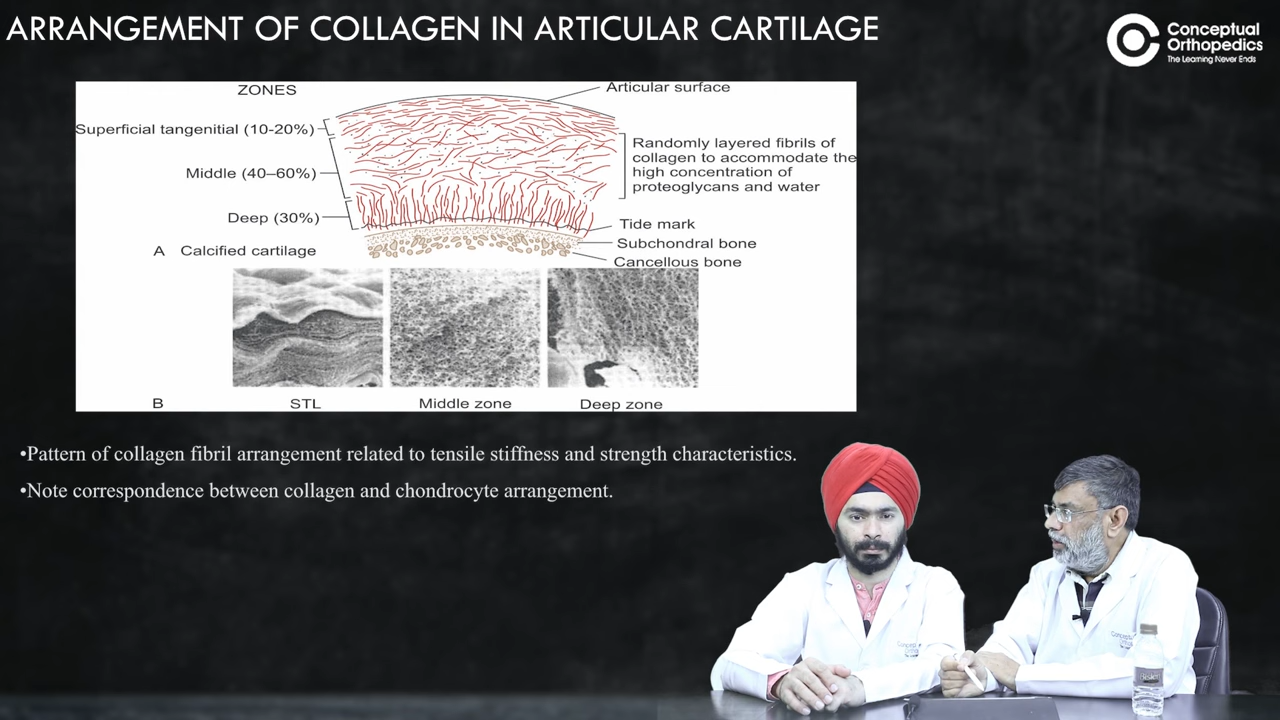 ARRANGEMENT OF COLLAGEN IN ARTICULAR CARTILAGE
Conceptual
Orthopedics
The Learning Never Ends
ZONES
Articular surface
Superficial tangenitial (10-20%)
Randomly layered fibrils of
collagen to accommodate the
high concentration of
proteoglycans and water
Middle (40–60%)
Deep (30%)
Tide mark
Subchondral bone
A Calcified cartilage
Cancellous bone
B STL Middle zone Deep zone
•Pattern of collagen fibril arrangement related to tensile stiffness and strength characteristics.
•Note correspondence between collagen and chondrocyte arrangement.